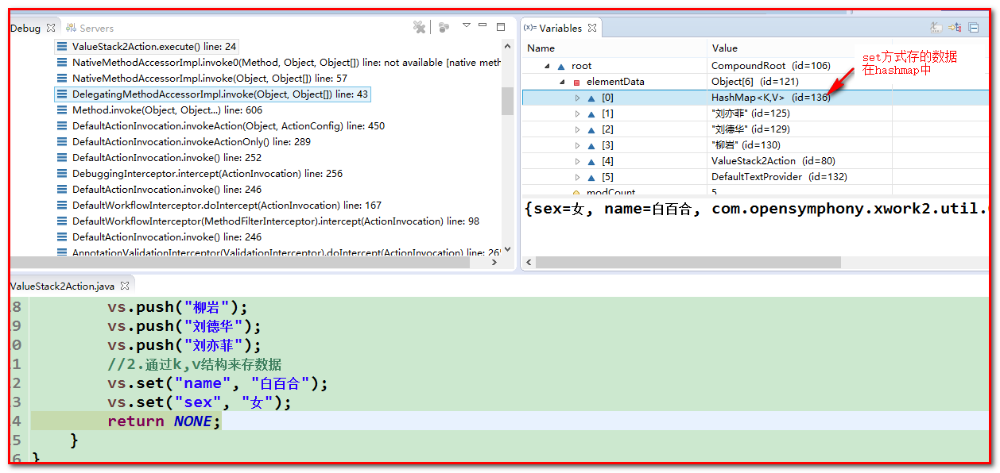 Debug
Servers
ValueStack2Action.execute() line: 24
NativeMethodAccessorImpl.invoke0(Method, Object, Object[]) line: not available [native meth
NativeMethodAccessorImpl.invoke(Object, Object[]) line: 57
DelegatingMethodAccessorImpl.invoke(Object, Object[]) line: 43
Method.invoke(Object, Object...) line: 606
DefaultActionInvocation.invokeAction(Object, ActionConfig) line: 450
DefaultActionInvocation.invokeActionOnly() line: 289
DefaultActionInvocation.invoke() line: 252
DebuggingInterceptor.intercept(ActionInvocation) line: 256
DefaultActionInvocation.invoke() line: 246
DefaultWorkflowInterceptor.doIntercept(ActionInvocation) line: 167
DefaultWorkflowInterceptor(MethodFilterInterceptor).intercept(ActionInvocation) line: 98
DefaultActionInvocation.invoke() line: 246
AnnotationValidationInterceptor(ValidationInterceptor).doIntercept(ActionInvocation) line: 265
(x)= Variables
Name Value
root CompoundRoot (id=106)
elementData Object[6] (id=121)
[0] HashMap<K,V> (id=136)
[1] "刘亦菲" (id=125)
[2] "刘德华" (id=129)
[3] "柳岩" (id=130)
[4] ValueStack2Action (id=80)
[5] DefaultTextProvider (id=132)
modCount 5
set方式存的数据
在hashmap中
{sex=女, name=白百合, com.opensymphony.xwork2.util.
ValueStack2Action.java
8 vs.push("柳岩");
9 vs.push("刘德华");
0 vs.push("刘亦菲");
1 //2.通过k,v结构来存数据
2 vs.set("name", "白百合");
3 vs.set("sex", "女");
4 return NONE;
5 }
6 }